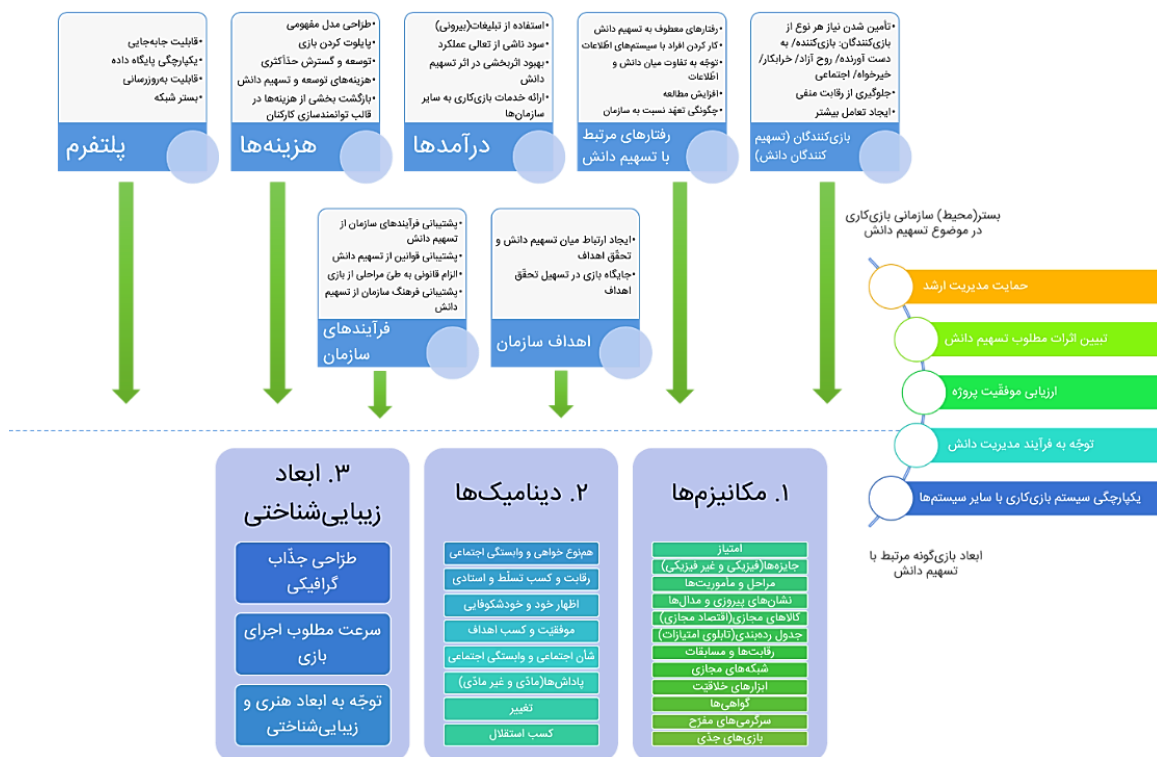 •تأمین شدن نیاز هر نوع از
بازی‌کنندگان: بازی‌کننده/ به
دست آورنده/ روح آزاد/ خرابکار/
خیرخواه/ اجتماعی
•جلوگیری از رقابت منفی
•ایجاد تعامل بیشتر
بازی‌کنندگان (تسهیم
کنندگان دانش)
•رفتارهای معطوف به تسهیم دانش
•کار کردن افراد با سیستم‌های اطّلاعات
•توجّه به تفاوت میان دانش و
اطّلاعات
•افزایش مطالعه
•چگونگی تعهّد نسبت به سازمان
رفتارهای مرتبط
با تسهیم دانش
•استفاده از تبلیغات(بیرونی)
•سود ناشی از تعالی عملکرد
•بهبود اثربخشی در اثر تسهیم
دانش
•ارائه خدمات بازی‌کاری به سایر
سازمان‌ها
درآمدها
•طرّاحی مدل مفهومی
•پایلوت کردن بازی
•توسعه و گسترش حدّاکثری
•هزینه‌های توسعه و تسهیم دانش
•بازگشت بخشی از هزینه‌ها در
قالب توانمندسازی کارکنان
هزینه‌ها
•قابلیت جابه‌جایی
•یکپارچگی پایگاه داده
•قابلیت به‌روزرسانی
•بستر شبکه
پلتفرم
•ایجاد ارتباط میان تسهیم دانش و
تحقّق اهداف
•جایگاه بازی در تسهیل تحقّق
اهداف
اهداف سازمان
•پشتیبانی فرآیندهای سازمان از
تسهیم دانش
•پشتیبانی قوانین از تسهیم دانش
•الزام قانونی به طیّ مراحلی از بازی
•پشتیبانی فرهنگ سازمان از تسهیم
دانش
فرآیندهای
سازمان
بستر(محیط) سازمانی بازی‌کاری
در موضوع تسهیم دانش
حمایت مدیریت ارشد
تبیین اثرات مطلوب تسهیم دانش
ارزیابی موفّقیت پروژه
توجّه به فرآیند مدیریت دانش
یکپارچگی سیستم بازی‌کاری با سایر سیستم‌ها
ابعاد بازی‌گونه مرتبط با
تسهیم دانش
۱. مکانیزم‌ها
امتیاز
جایزه‌ها(فیزیکی و غیر فیزیکی)
مراحل و مأموریت‌ها
نشان‌های پیروزی و مدال‌ها
کالاهای مجازی(اقتصاد مجازی)
جدول رده‌بندی(تابلوی امتیازات)
رقابت‌ها و مسابقات
شبکه‌های مجازی
ابزارهای خلاقیّت
گواهی‌ها
سرگرمی‌های مفرّح
بازی‌های جدّی
۲. دینامیک‌ها
هم‌نوع خواهی و وابستگی اجتماعی
رقابت و کسب تسلّط و استادی
اظهار خود و خودشکوفایی
موفقیّت و کسب اهداف
شأن اجتماعی و وابستگی اجتماعی
پاداش‌ها(مادّی و غیر مادّی)
تغییر
کسب استقلال
۳. ابعاد
زیبایی‌شناختی
طرّاحی جذّاب
گرافیکی
سرعت مطلوب اجرای
بازی
توجّه به ابعاد هنری و
زیبایی‌شناختی